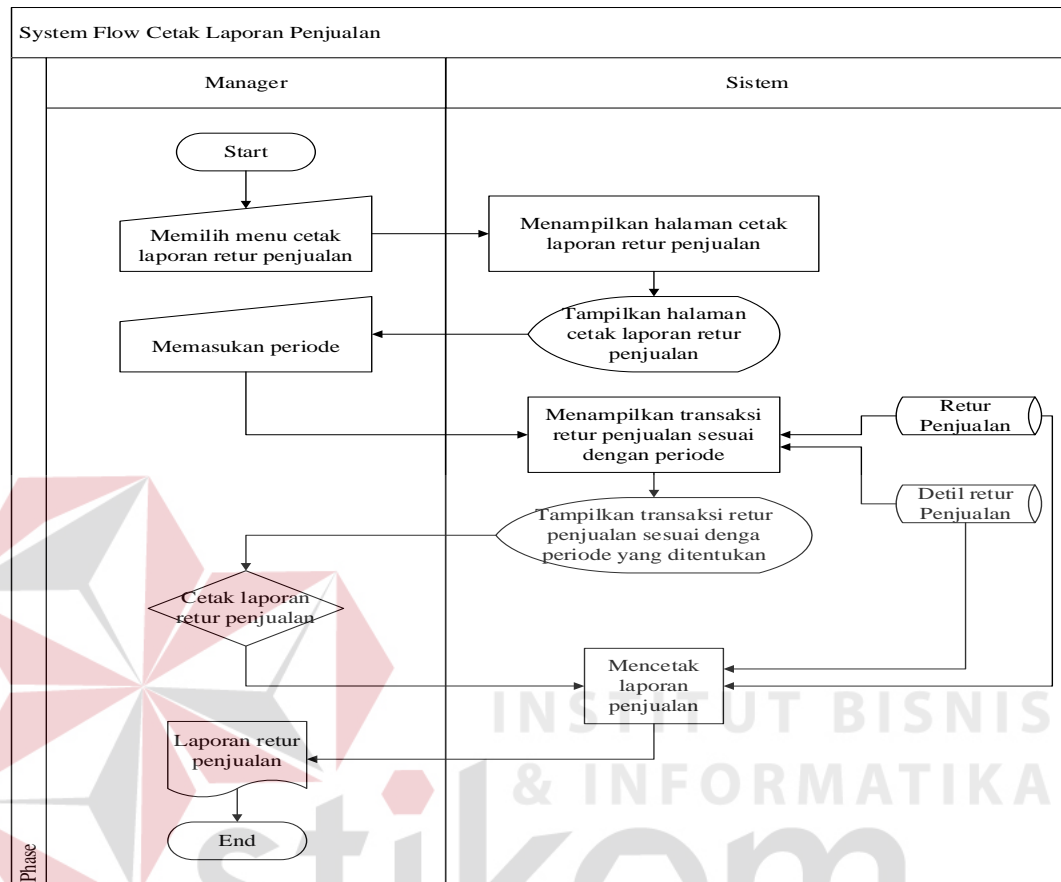 System Flow Cetak Laporan Penjualan
Manager
Sistem
Start
Memilih menu cetak
laporan retur penjualan
Menampilkan halaman cetak
laporan retur penjualan
Tampilkan halaman
cetak laporan retur
penjualan
Memasukan periode
Menampilkan transaksi
retur penjualan sesuai
dengan periode
Retur
Penjualan
Detil retur
Penjualan
Tampilkan transaksi retur
penjualan sesuai denga
periode yang ditentukan
Cetak laporan
retur penjualan
Mencetak
laporan
penjualan
Laporan retur
penjualan
End
Phase
INSTITUT BISNIS
& INFORMATIKA
stikom